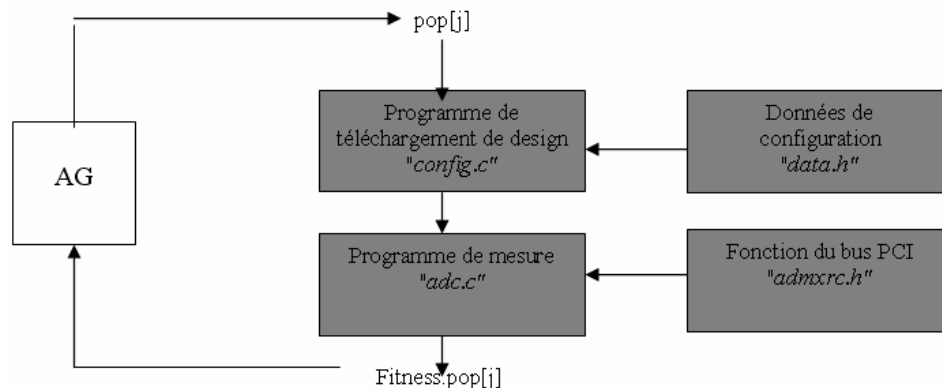 pop[j]
Programme de
téléchargement de design
"config.c"
Données de
configuration
"data.h"
AG
Programme de mesure
"adc.c"
Fonction du bus PCI
"admxrc.h"
Fitness.pop[j]